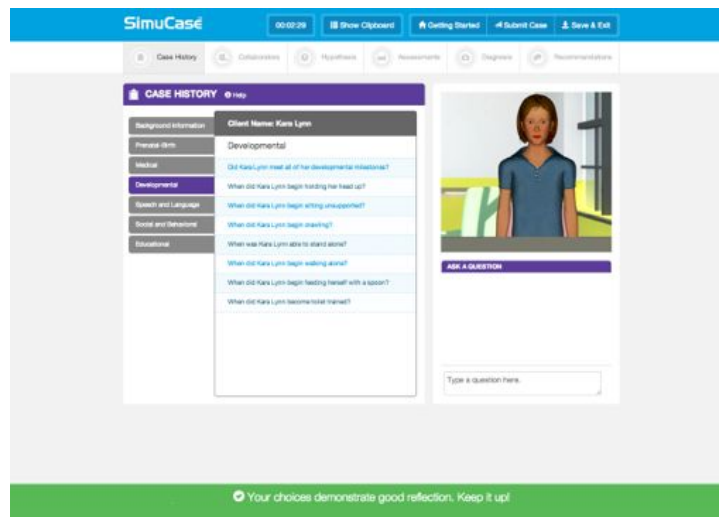 SimuCase
00:02:29
Show Clipboard
Getting Started
Submit Case
Save & Exit
Case History
Collaborators
Hypothesis
Assessments
Diagnosis
Recommendations
CASE HISTORY
Help
Background Information
Prenatal-Birth
Medical
Developmental
Speech and Language
Social and Behavioral
Educational
Client Name: Kara Lynn
Developmental
Did Kara Lynn meet all of her developmental milestones?
When did Kara Lynn begin holding her head up?
When did Kara Lynn begin sitting unsupported?
When did Kara Lynn begin crawling?
When was Kara Lynn able to stand alone?
When did Kara Lynn begin walking alone?
When did Kara Lynn begin feeding herself with a spoon?
When did Kara Lynn become toilet trained?
ASK A QUESTION
Type a question here.
Your choices demonstrate good reflection. Keep it up!